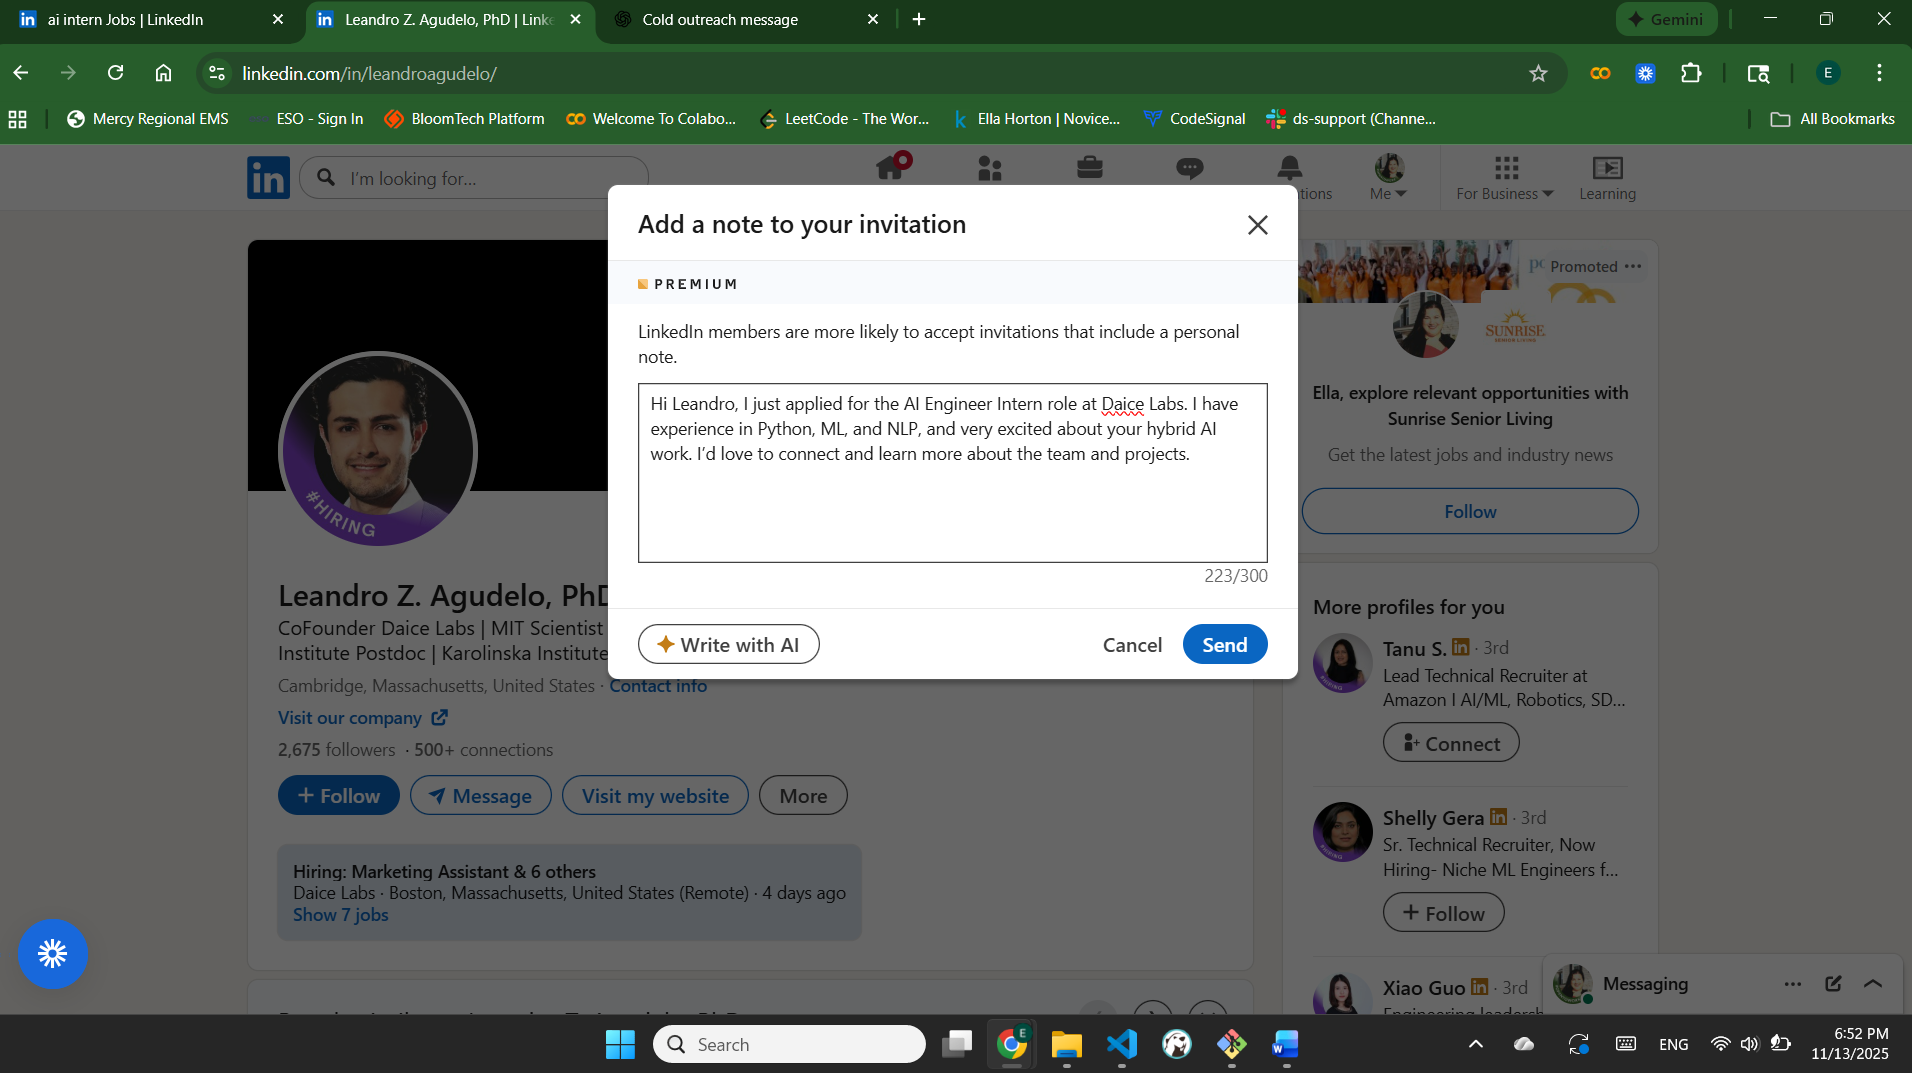 ai intern Jobs | LinkedIn
Leandro Z. Agudelo, PhD | Linke
Cold outreach message
Gemini
linkedin.com/in/leandroagudelo/
E
Mercy Regional EMS
ESO - Sign In
BloomTech Platform
Welcome To Colabo...
LeetCode - The Wor...
Ella Horton | Novice...
CodeSignal
ds-support (Channe...
All Bookmarks
in
I'm looking for...
tions
Me
For Business
Learning
Add a note to your invitation
PREMIUM
LinkedIn members are more likely to accept invitations that include a personal
note.
Hi Leandro, I just applied for the AI Engineer Intern role at Daice Labs. I have
experience in Python, ML, and NLP, and very excited about your hybrid AI
work. I'd love to connect and learn more about the team and projects.
223/300
Write with AI
Cancel
Send
#HIRING
Leandro Z. Agudelo, PhD
CoFounder Daice Labs | MIT Scientist
Institute Postdoc | Karolinska Institute
Cambridge, Massachusetts, United States · Contact info
Visit our company
2,675 followers · 500+ connections
+ Follow
Message
Visit my website
More
Hiring: Marketing Assistant & 6 others
Daice Labs · Boston, Massachusetts, United States (Remote) · 4 days ago
Show 7 jobs
Promoted
SUNRISE
SENIOR LIVING
Ella, explore relevant opportunities with
Sunrise Senior Living
Get the latest jobs and industry news
Follow
More profiles for you
Tanu S. in · 3rd
Lead Technical Recruiter at
Amazon I AI/ML, Robotics, SD...
Connect
Shelly Gera in · 3rd
Sr. Technical Recruiter, Now
Hiring- Niche ML Engineers f...
+ Follow
Xiao Guo in · 3rd
Messaging
Search
E
ENG
6:52 PM
11/13/2025